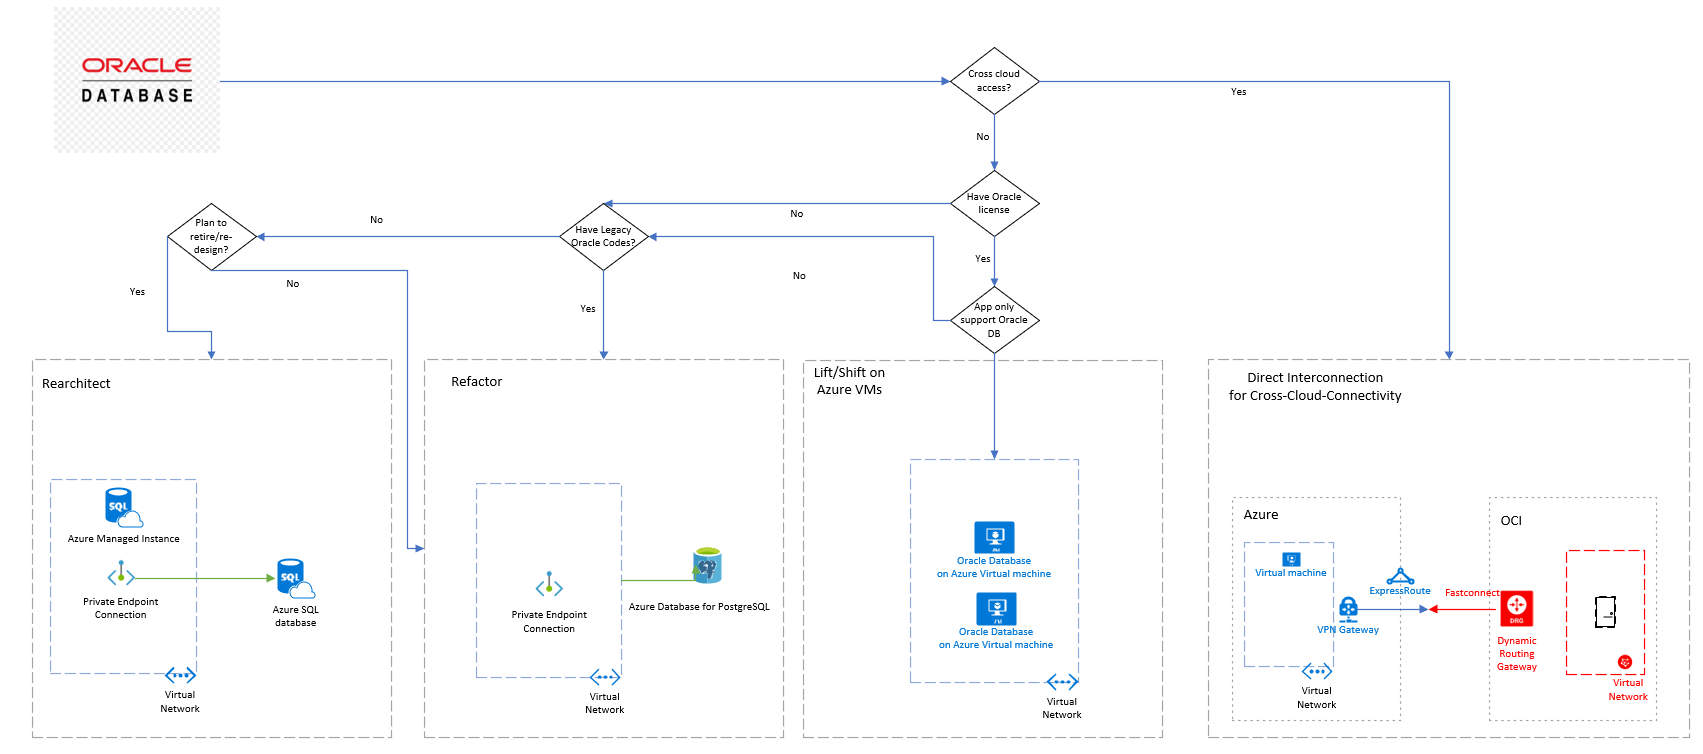 ORACLE
DATABASE
Cross cloud
access?
Yes
No
Have Oracle
license
No
Yes
Plan to
retire/re-
design?
No
Have Legacy
Oracle Codes?
No
Yes
No
Yes
App only
support Oracle
DB
Rearchitect
Azure Managed Instance
Private Endpoint
Connection
Azure SQL
database
Virtual
Network
Refactor
Private Endpoint
Connection
Azure Database for PostgreSQL
Virtual
Network
Lift/Shift on
Azure VMs
Oracle Database
on Azure Virtual machine
Oracle Database
on Azure Virtual machine
Virtual
Network
Direct Interconnection
for Cross-Cloud-Connectivity
Azure
Virtual machine
VPN Gateway
Virtual
Network
ExpressRoute
Fastconnect
OCI
DRG
Dynamic
Routing
Gateway
Virtual
Network
SQL
SQL